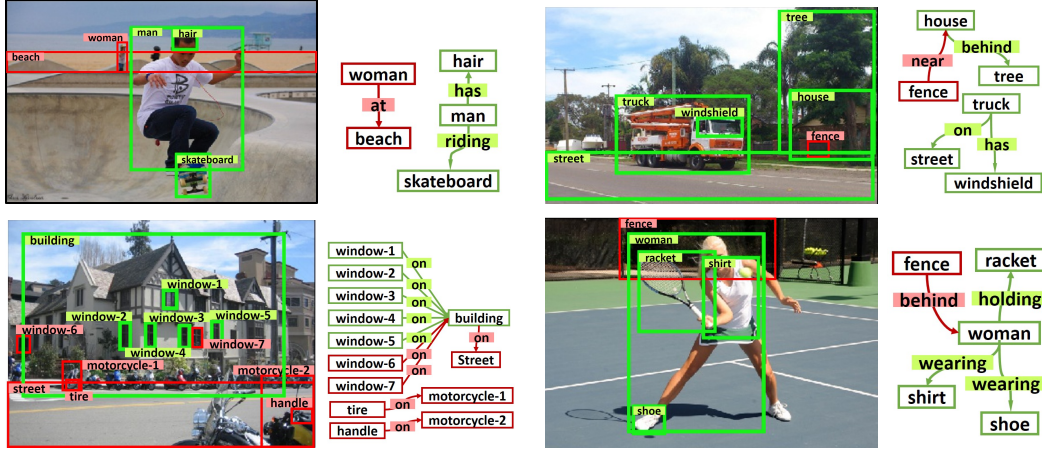 woman
man
hair
beach
skateboard
woman
at
beach
hair
has
man
riding
skateboard
tree
truck
house
windshield
fence
street
house
behind
near
tree
fence
truck
on
has
street
windshield
building
window-1
window-2
window-3
window-5
window-6
window-4
window-7
motorcycle-1
motorcycle-2
street
tire
handle
window-1
on
window-2
on
window-3
on
window-4
on
building
window-5
on
on
window-6
on
Street
window-7
on
tire
on
motorcycle-1
handle
on
motorcycle-2
fence
woman
racket
shirt
shoe
fence
racket
behind
holding
woman
wearing
wearing
shirt
shoe